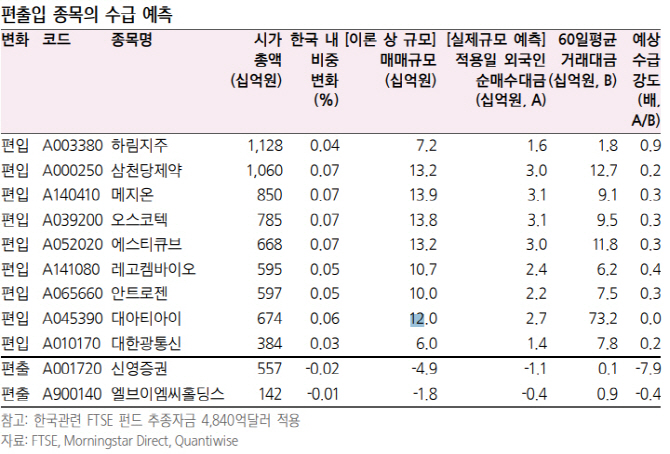 편출입 종목의 수급 예측
변화 코드 종목명 시가 한국 내 [이론 상 규모] [실제규모 예측] 60일평균 예상
총액 비중 매매규모 적용일 외국인 거래대금 수급
(십억원) 변화 (십억원) 순매수대금 (십억원, B) 강도
(%) (십억원, A) (배,
A/B)
편입 A003380 하림지주 1,128 0.04 7.2 1.6 1.8 0.9
편입 A000250 삼천당제약 1,060 0.07 13.2 3.0 12.7 0.2
편입 A140410 메지온 850 0.07 13.9 3.1 9.1 0.3
편입 A039200 오스코텍 785 0.07 13.8 3.1 9.5 0.3
편입 A052020 에스티큐브 668 0.07 13.2 3.0 11.8 0.3
편입 A141080 레고켐바이오 595 0.05 10.7 2.4 6.2 0.4
편입 A065660 안트로젠 597 0.05 10.0 2.2 7.5 0.3
편입 A045390 대아티아이 674 0.06 12.0 2.7 73.2 0.0
편입 A010170 대한광통신 384 0.03 6.0 1.4 7.8 0.2
편출 A001720 신영증권 557 -0.02 -4.9 -1.1 0.1 -7.9
편출 A900140 엘브이엠씨홀딩스 142 -0.01 -1.8 -0.4 0.9 -0.4
참고: 한국관련 FTSE 펀드 추종자금 4,840억달러 적용
자료: FTSE, Morningstar Direct, Quantiwise